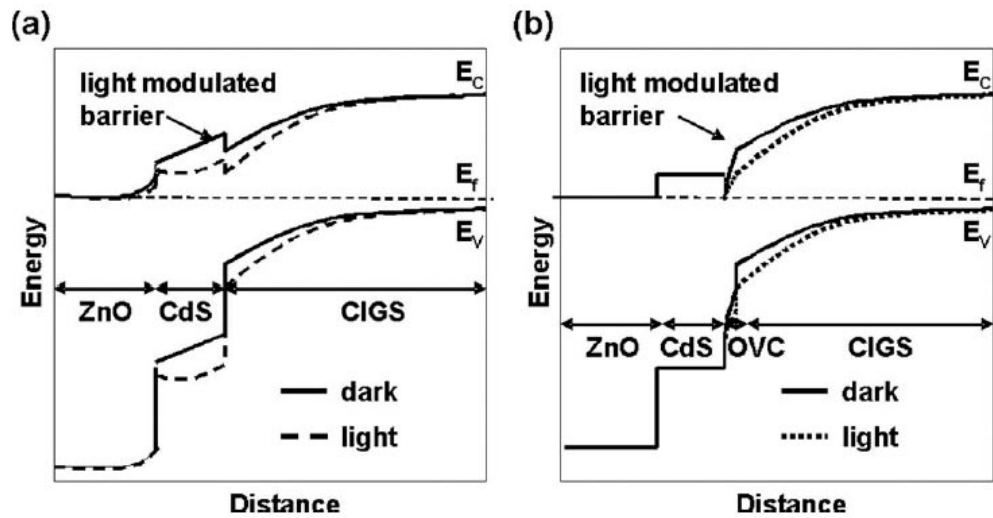 (a)
light modulated
barrier
E_C
E_f
E_V
Energy
ZnO
CdS
CIGS
dark
light
Distance
(b)
light modulated
barrier
E_C
E_f
E_V
Energy
ZnO
CdS
OVC
CIGS
dark
light
Distance